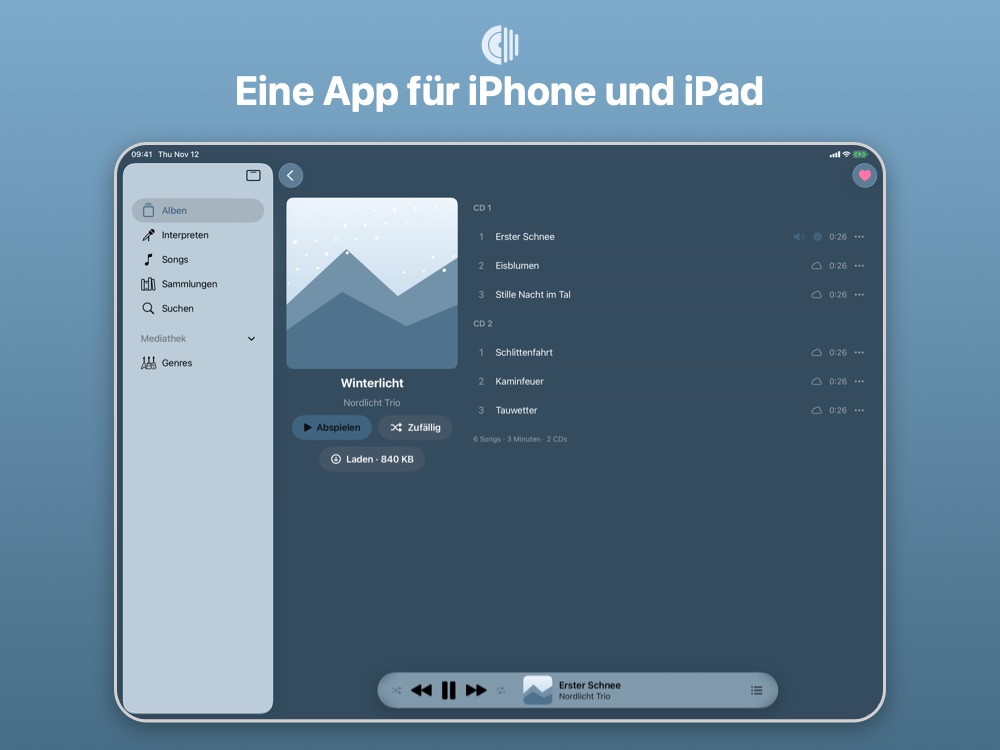 Eine App für iPhone und iPad
09:41 Thu Nov 12
Alben
Interpreten
Songs
Sammlungen
Suchen
Mediathek
Genres
Winterlicht
Nordlicht Trio
Abspielen
Zufällig
Laden · 840 KB
CD 1
1 Erster Schnee 0:26
2 Eisblumen 0:26
3 Stille Nacht im Tal 0:26
CD 2
1 Schlittenfahrt 0:26
2 Kaminfeuer 0:26
3 Tauwetter 0:26
6 Songs · 3 Minuten · 2 CDs
Erster Schnee
Nordlicht Trio